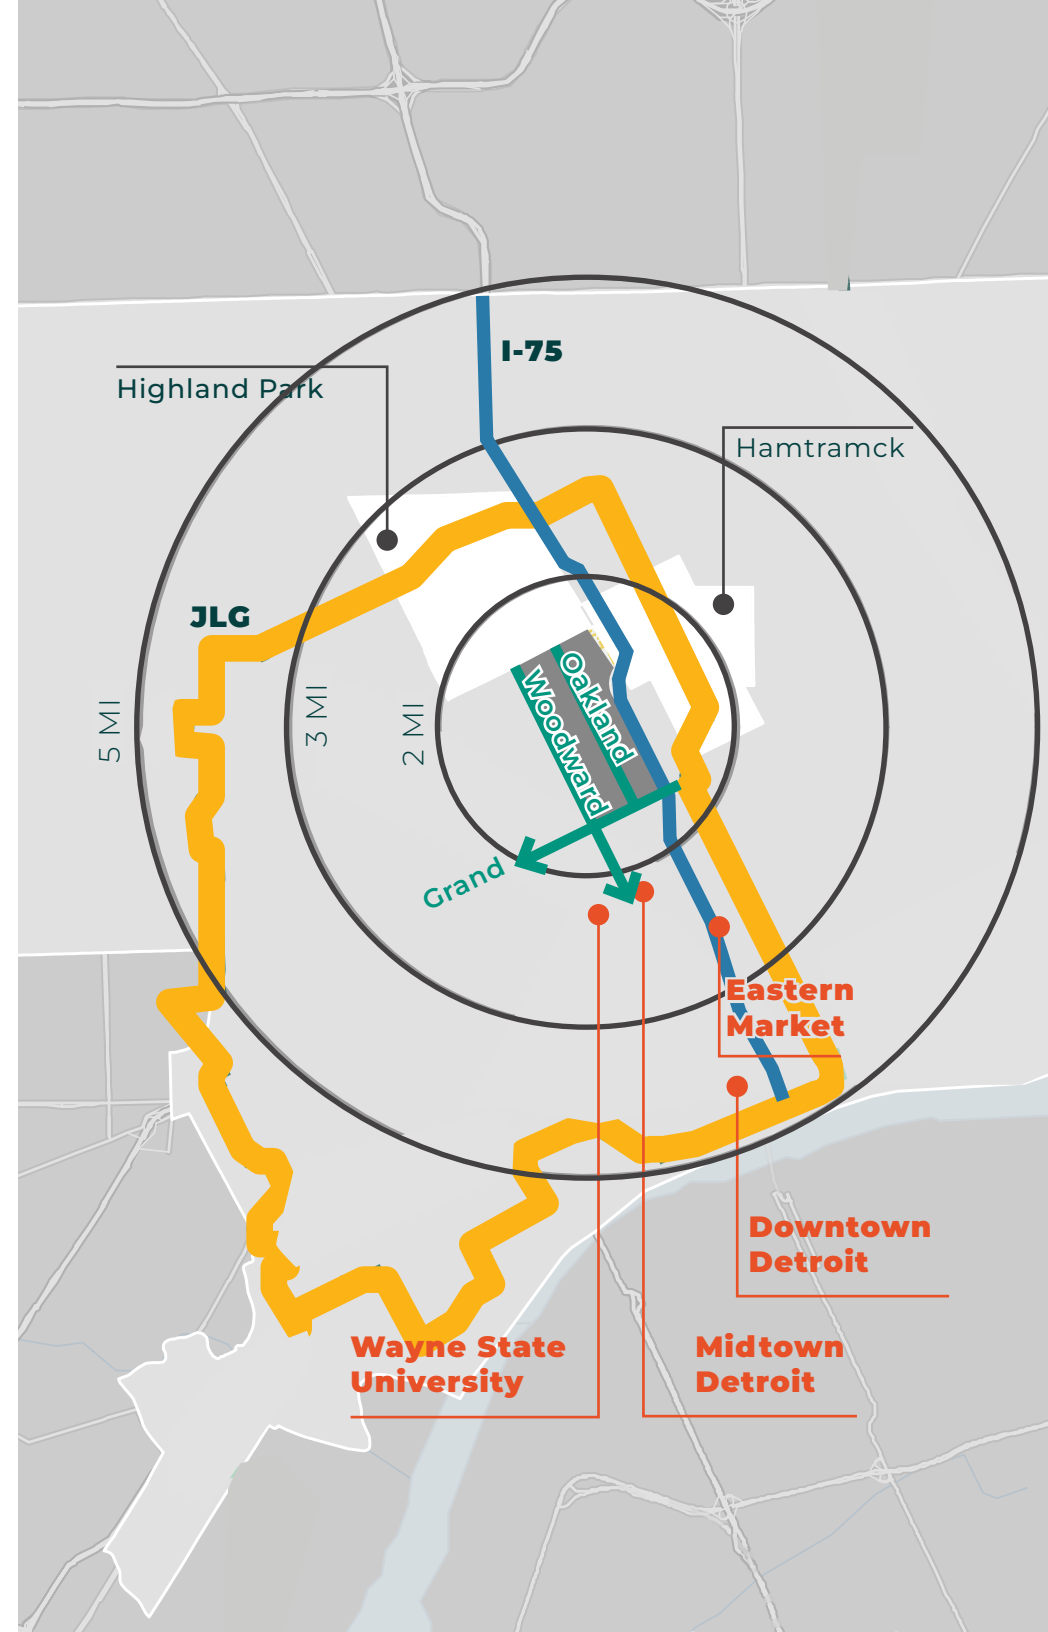 I-75
Highland Park
Hamtramck
JLG
5 MI
3 MI
2 MI
Oakland
Woodward
Grand
Eastern
Market
Downtown
Detroit
Wayne State
University
Midtown
Detroit